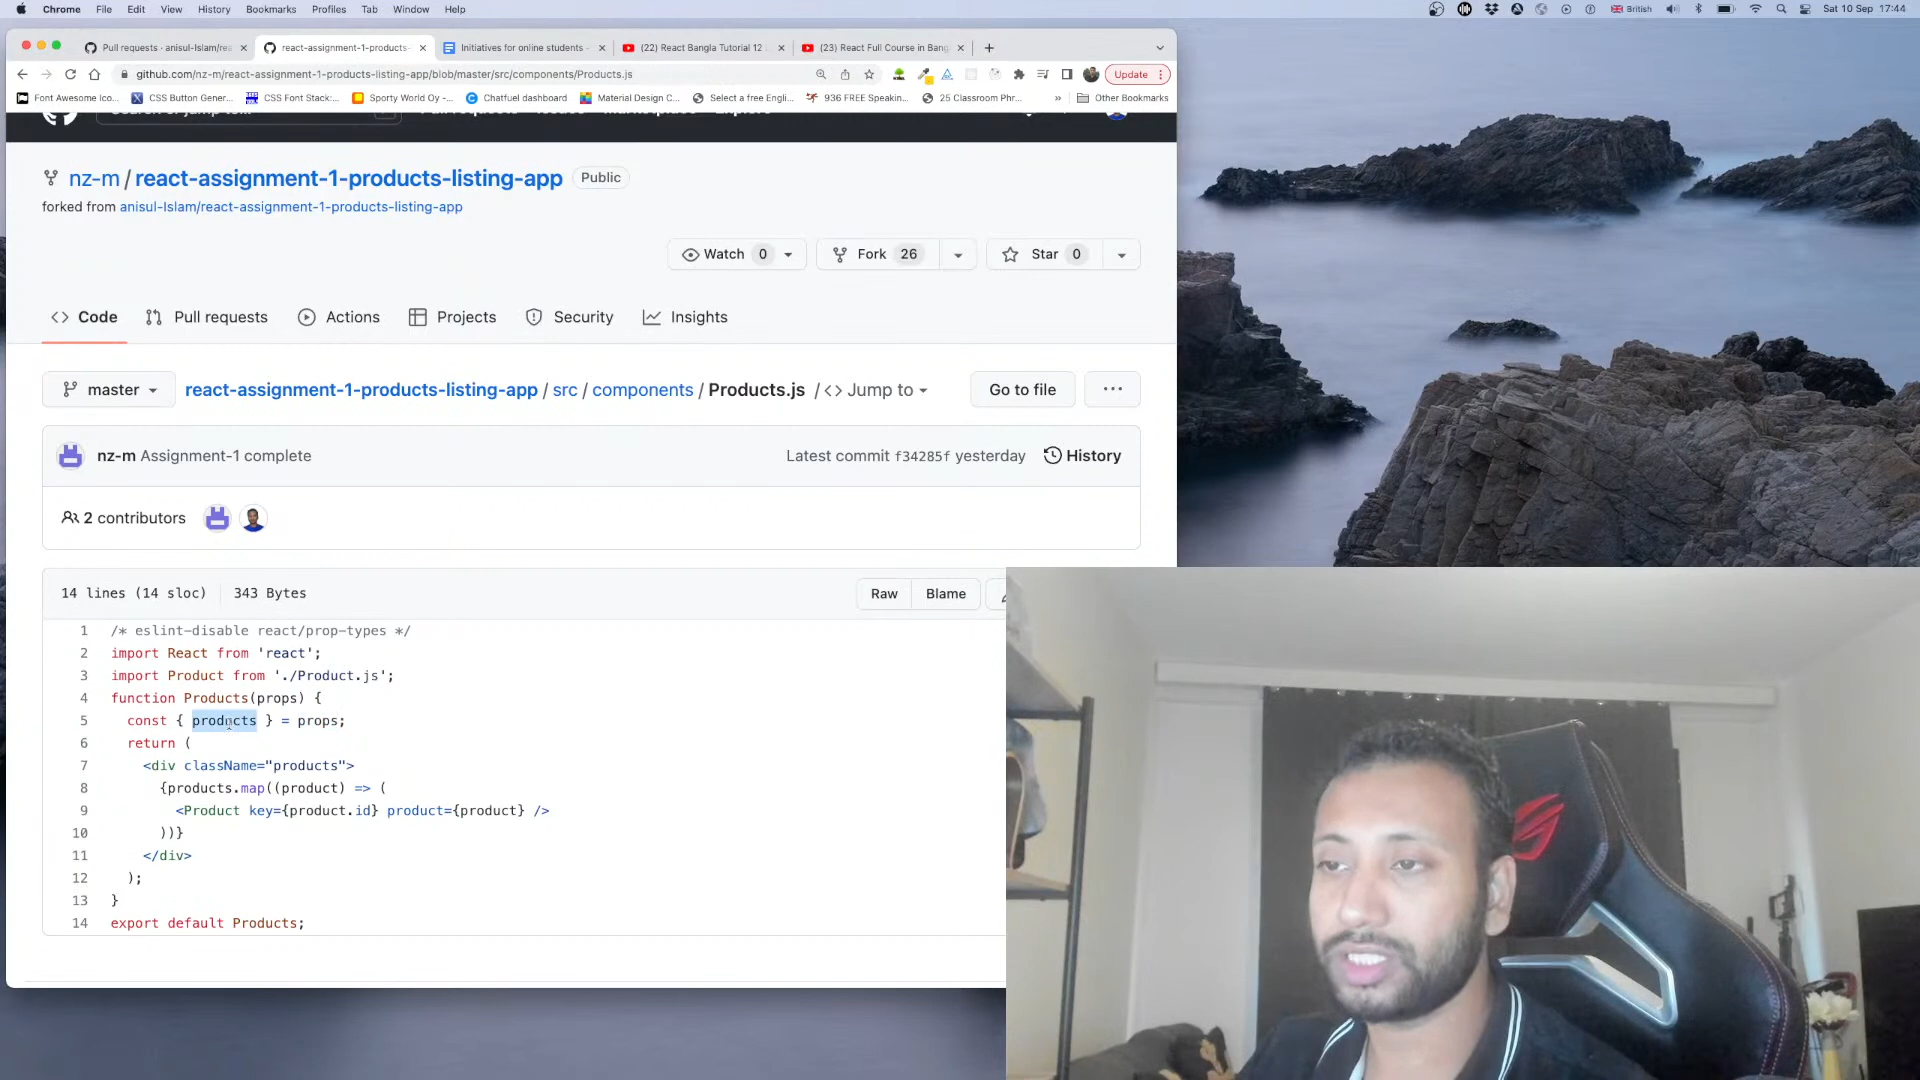 Chrome File Edit View History Bookmarks Profiles Tab Window Help
British Sat 10 Sep 17:44
Pull requests · anisul-Islam/rea
react-assignment-1-products-
Initiatives for online students -
(22) React Bangla Tutorial 12
(23) React Full Course in Bang
github.com/nz-m/react-assignment-1-products-listing-app/blob/master/src/components/Products.js
Update
Font Awesome Ico...
CSS Button Gener...
CSS Font Stack:...
Sporty World Oy -...
Chatfuel dashboard
Material Design C...
Select a free Engli...
936 FREE Speakin...
25 Classroom Phr...
»
Other Bookmarks
nz-m / react-assignment-1-products-listing-app Public
forked from anisul-Islam/react-assignment-1-products-listing-app
Watch 0 Fork 26 Star 0
Code Pull requests Actions Projects Security Insights
master react-assignment-1-products-listing-app / src / components / Products.js / <> Jump to Go to file ...
nz-m Assignment-1 complete Latest commit f34285f yesterday History
2 contributors
14 lines (14 sloc) 343 Bytes Raw Blame
1 /* eslint-disable react/prop-types */
2 import React from 'react';
3 import Product from './Product.js';
4 function Products(props) {
5 const { products } = props;
6 return (
7 <div className="products">
8 {products.map((product) => (
9 <Product key={product.id} product={product} />
10 ))}
11 </div>
12 );
13 }
14 export default Products;